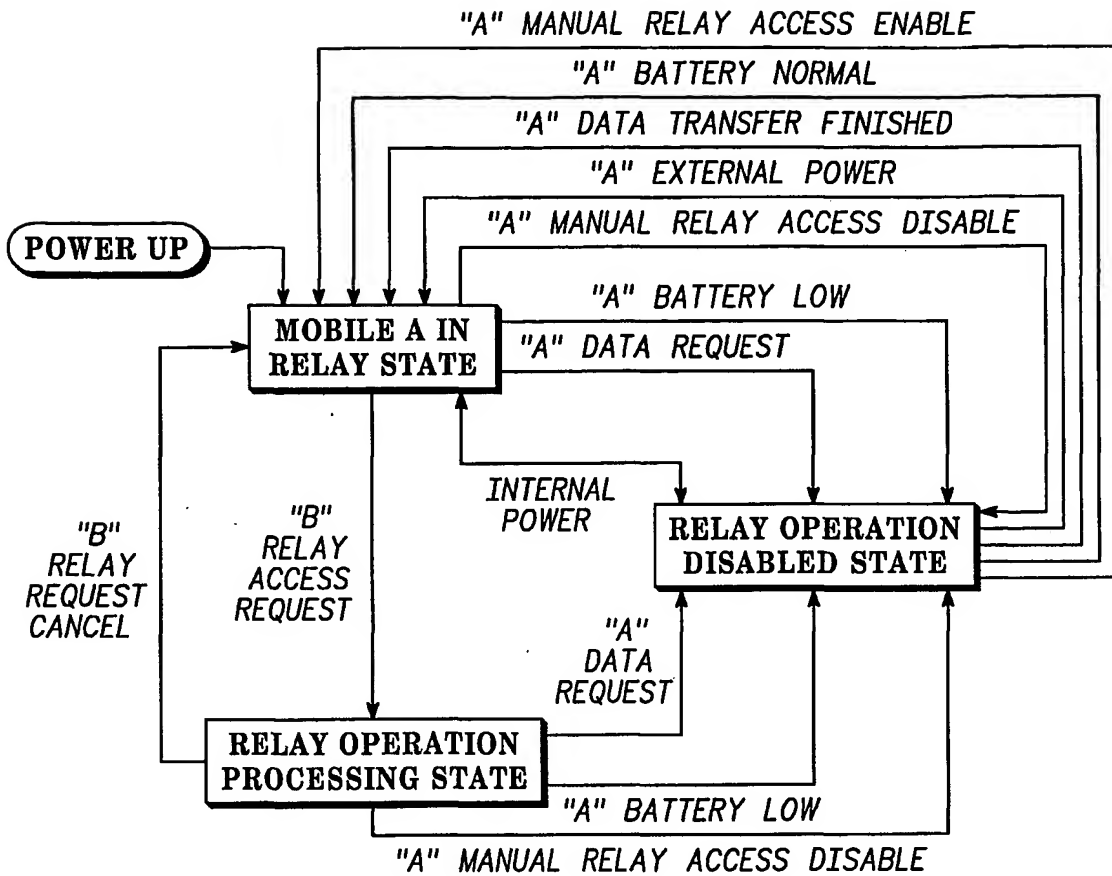 "A" MANUAL RELAY ACCESS ENABLE
"A" BATTERY NORMAL
"A" DATA TRANSFER FINISHED
"A" EXTERNAL POWER
"A" MANUAL RELAY ACCESS DISABLE
POWER UP
"A" BATTERY LOW
MOBILE A IN
RELAY STATE
"A" DATA REQUEST
INTERNAL
POWER
RELAY OPERATION
DISABLED STATE
"B"
RELAY
REQUEST
CANCEL
"B"
RELAY
ACCESS
REQUEST
"A"
DATA
REQUEST
RELAY OPERATION
PROCESSING STATE
"A" BATTERY LOW
"A" MANUAL RELAY ACCESS DISABLE